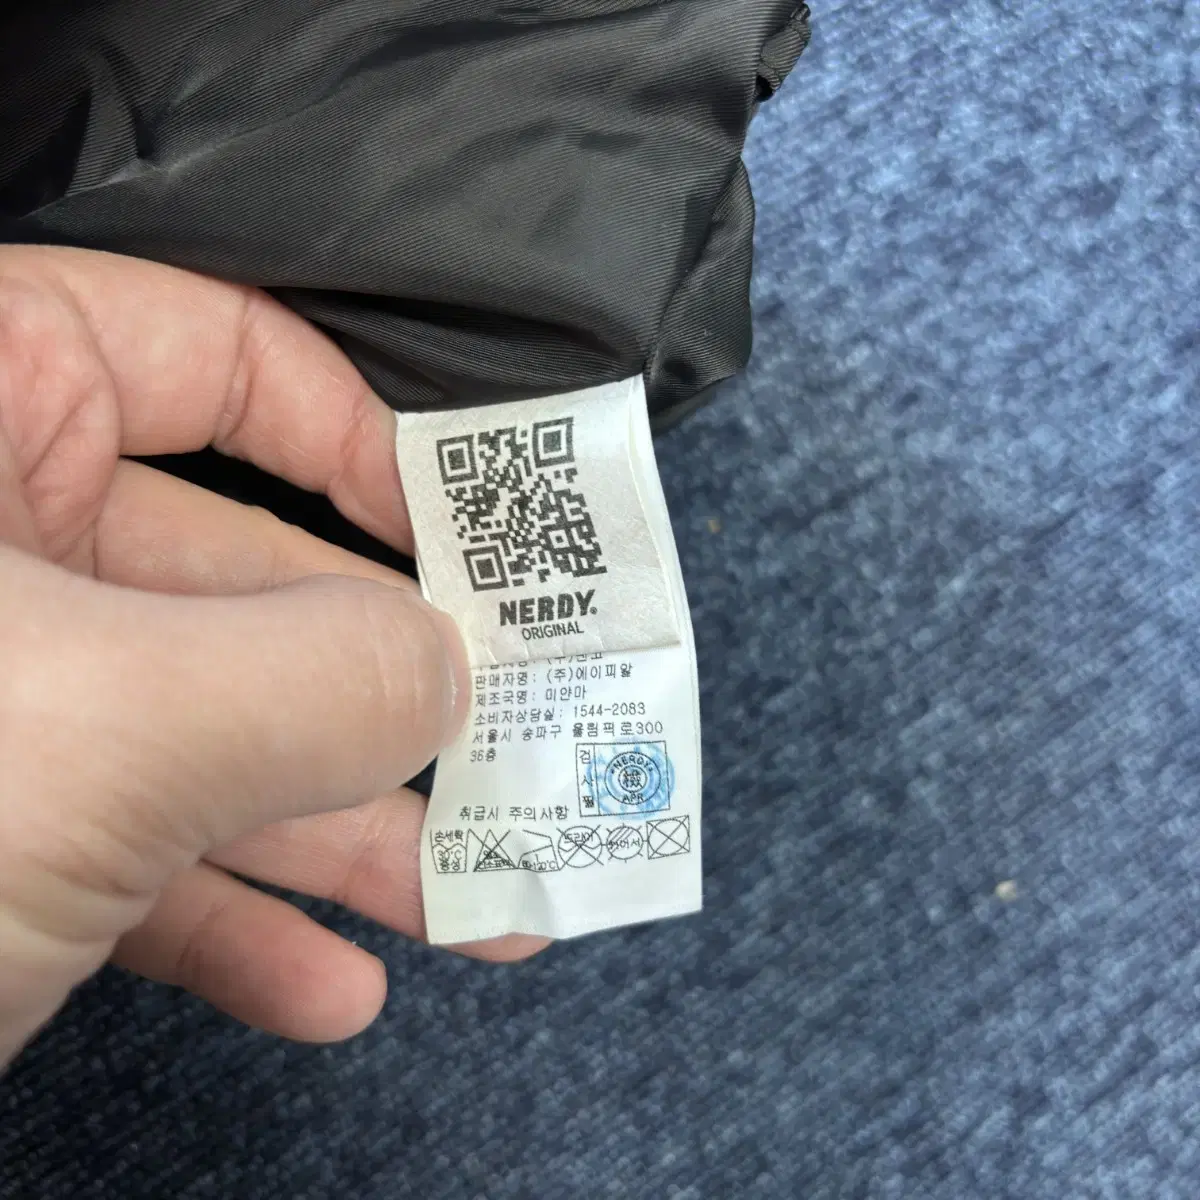 NERDY®
ORIGINAL
판매자명: (주)에이피알
제조국명: 미얀마
소비자상담실: 1544-2083
서울시 송파구 올림픽로300
36층
검사필
NERDY
APR
취급시 주의사항
손세탁
드라이